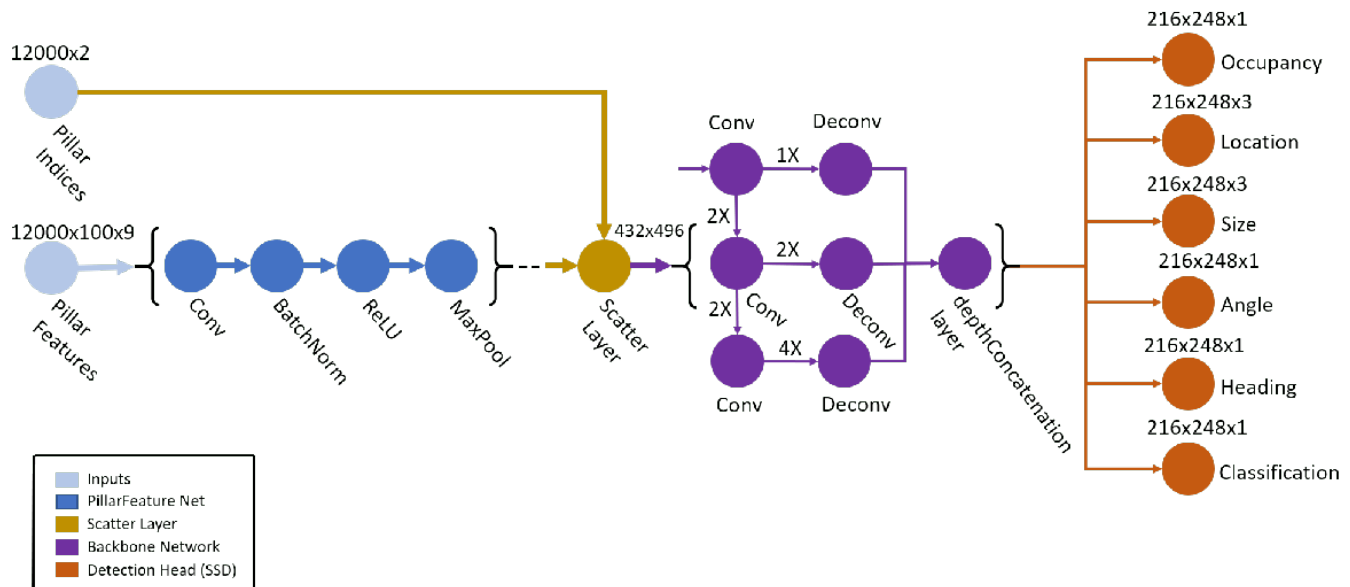 12000x2
Pillar
Indices
12000x100x9
Pillar
Features
Conv
BatchNorm
ReLU
MaxPool
Scatter
Layer
432x496
Conv
1X
Deconv
2X
Conv
2X
Deconv
2X
Conv
4X
Deconv
depthConcatenation
layer
216x248x1
Occupancy
216x248x3
Location
216x248x3
Size
216x248x1
Angle
216x248x1
Heading
216x248x1
Classification
Inputs
PillarFeature Net
Scatter Layer
Backbone Network
Detection Head (SSD)